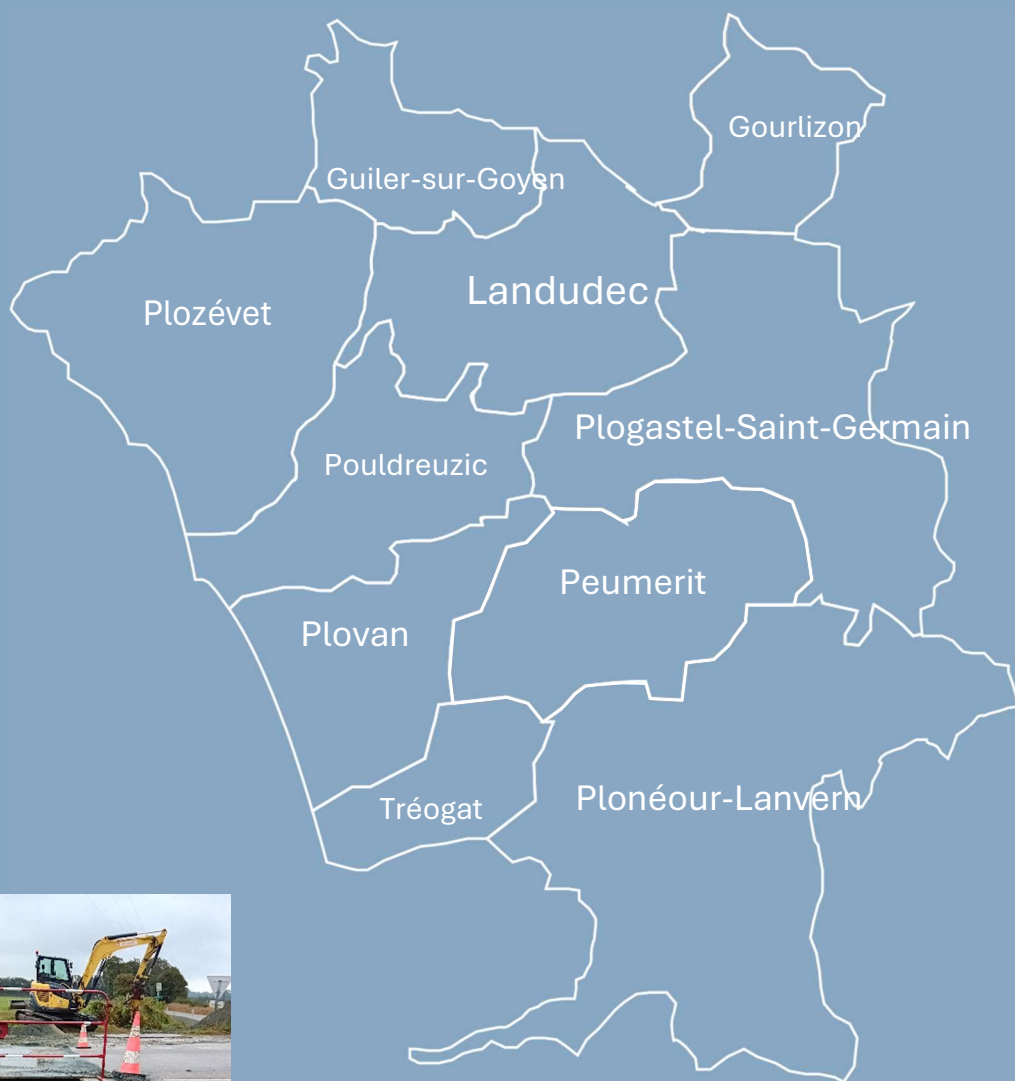 Gourlizon
Guiler-sur-Goyen
Landudec
Plozévet
Plogastel-Saint-Germain
Pouldreuzic
Peumerit
Plovan
Plonéour-Lanvern
Tréogat